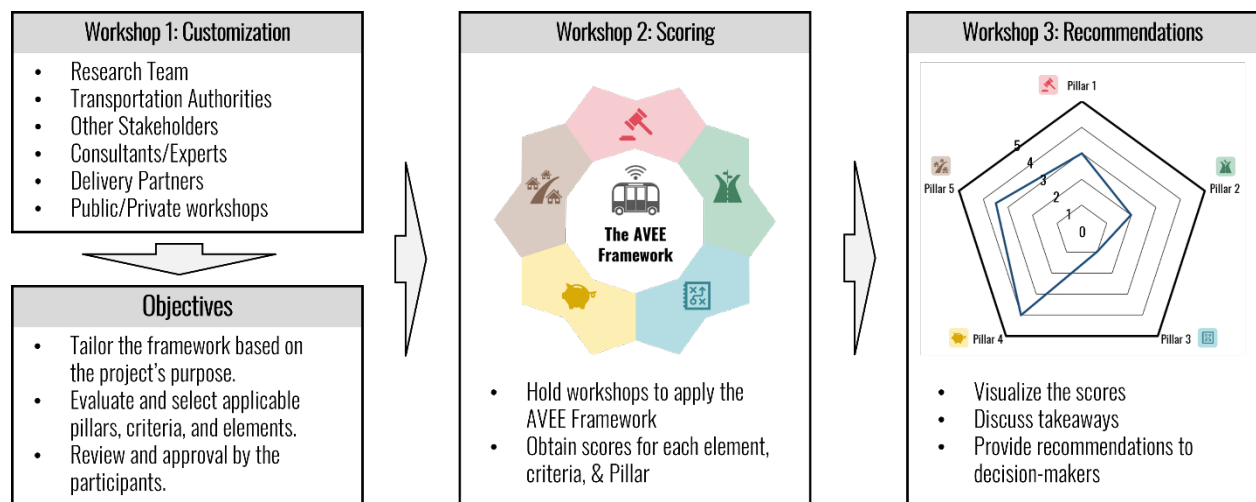 Workshop 1: Customization
• Research Team
• Transportation Authorities
• Other Stakeholders
• Consultants/Experts
• Delivery Partners
• Public/Private workshops
Objectives
• Tailor the framework based on
the project's purpose.
• Evaluate and select applicable
pillars, criteria, and elements.
• Review and approval by the
participants.
Workshop 2: Scoring
The AVEE
Framework
• Hold workshops to apply the
AVEE Framework
• Obtain scores for each element,
criteria, & Pillar
Workshop 3: Recommendations
Pillar 1
5
4
3
2
1
0
Pillar 5
Pillar 2
Pillar 4
Pillar 3
• Visualize the scores
• Discuss takeaways
• Provide recommendations to
decision-makers